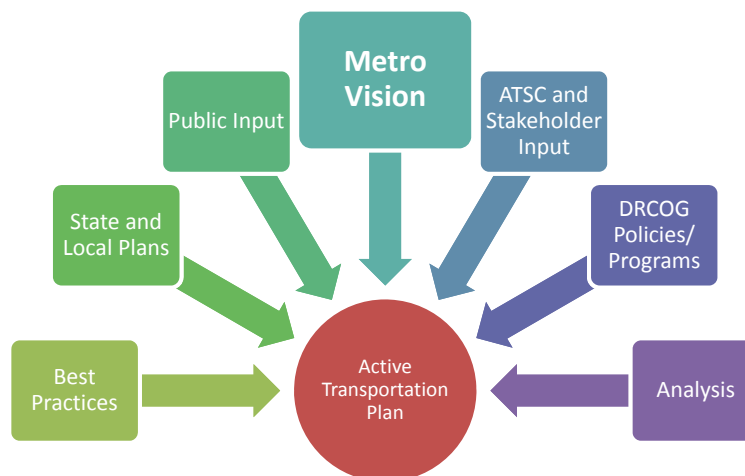 Metro
Vision
Public Input
ATSC and
Stakeholder
Input
State and
Local Plans
DRCOG
Policies/
Programs
Best
Practices
Active
Transportation
Plan
Analysis